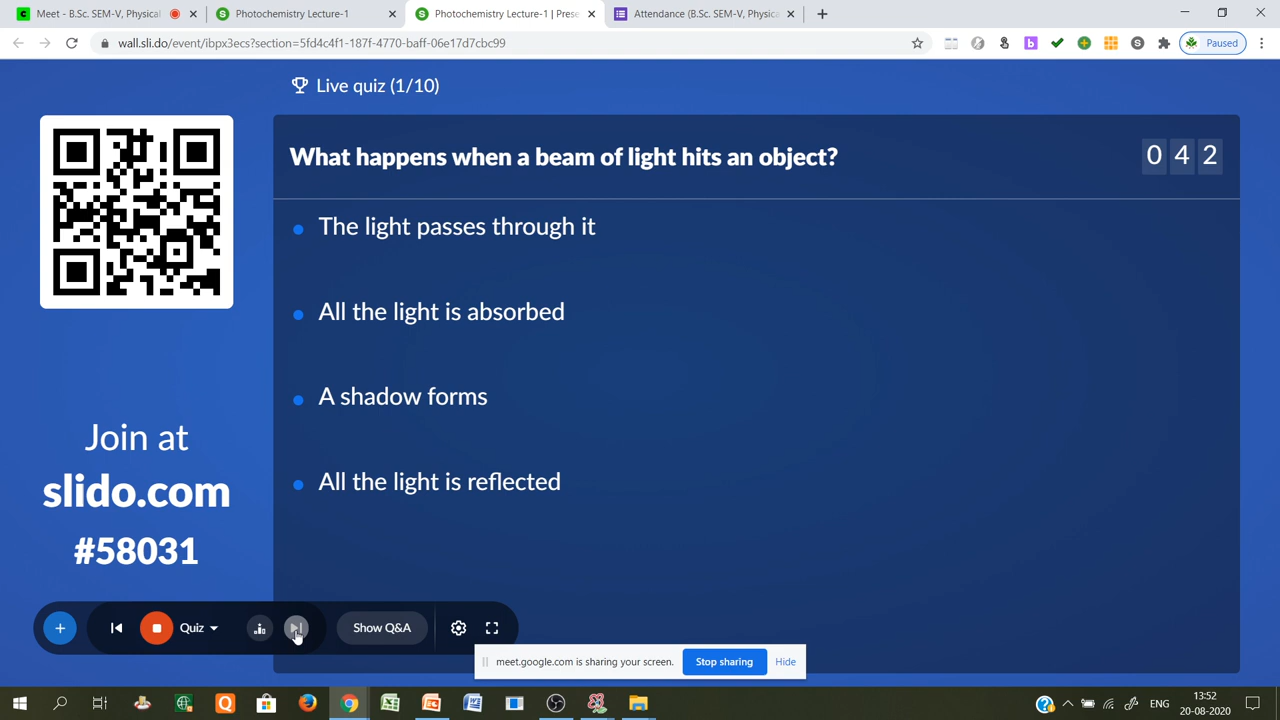 Meet - B.Sc. SEM-V, Physical
Photochemistry Lecture-1
Photochemistry Lecture-1 | Prese
Attendance (B.Sc. SEM-V, Physica
wall.sli.do/event/ibpx3ecs?section=5fd4c4f1-187f-4770-baff-06e17d7cbc99
Paused
Live quiz (1/10)
What happens when a beam of light hits an object?
0 4 2
The light passes through it
All the light is absorbed
A shadow forms
All the light is reflected
Join at
slido.com
#58031
Quiz
Show Q&A
meet.google.com is sharing your screen.
Stop sharing
Hide
ENG
13:52
20-08-2020